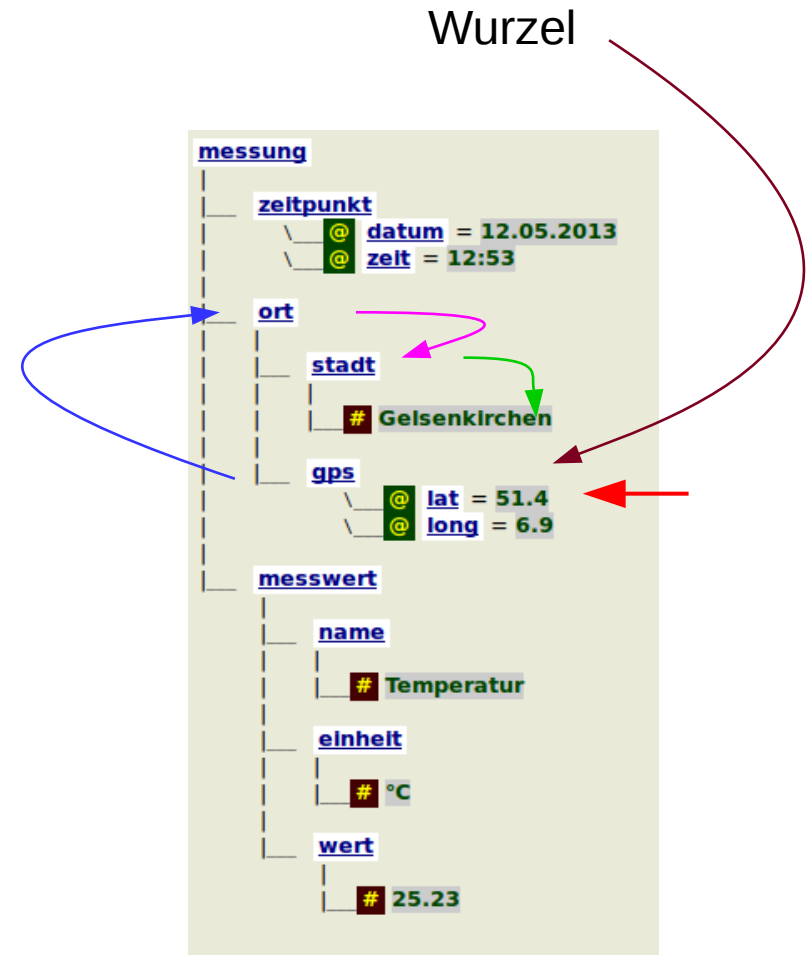 Wurzel
messung
zeitpunkt
@ datum = 12.05.2013
@ zeit = 12:53
ort
stadt
# Gelsenkirchen
gps
@ lat = 51.4
@ long = 6.9
messwert
name
# Temperatur
einheit
# °C
wert
# 25.23